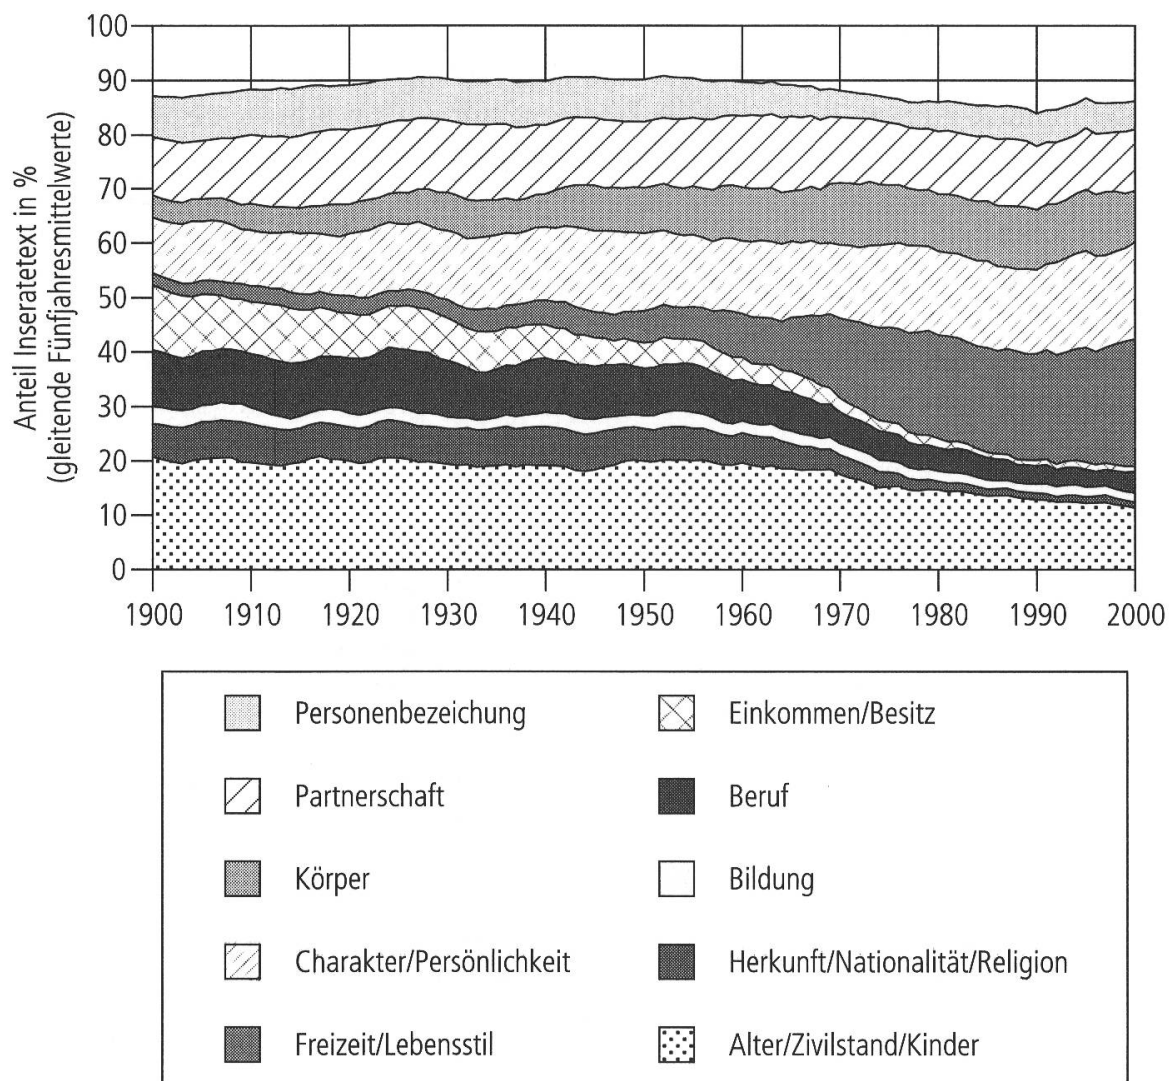 Anteil Inseratetext in %
(gleitende Fünfjahresmittelwerte)
100
90
80
70
60
50
40
30
20
10
0
1900 1910 1920 1930 1940 1950 1960 1970 1980 1990 2000
Personenbezeichung
Partnerschaft
Körper
Charakter/Persönlichkeit
Freizeit/Lebensstil
Einkommen/Besitz
Beruf
Bildung
Herkunft/Nationalität/Religion
Alter/Zivilstand/Kinder